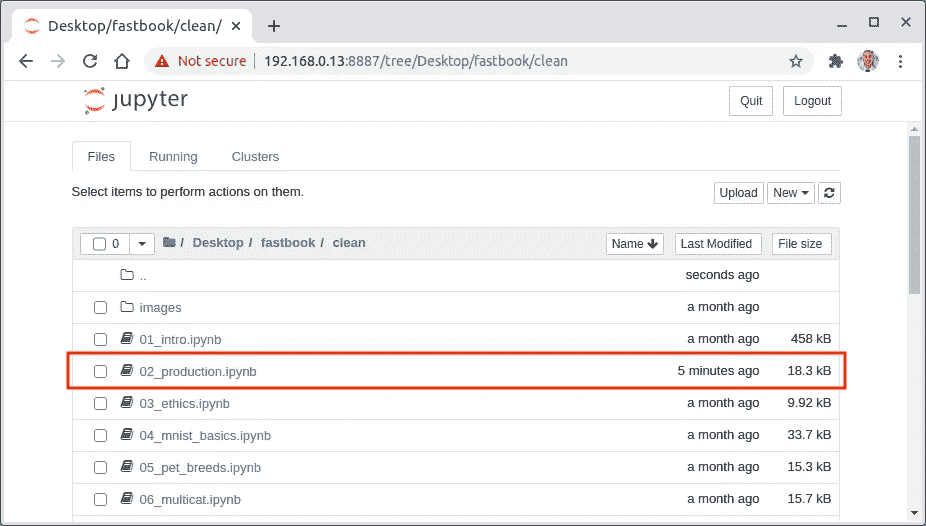 Desktop/fastbook/clean/
Not secure 192.168.0.13:8887/tree/Desktop/fastbook/clean
jupyter Quit Logout
Files Running Clusters
Select items to perform actions on them. Upload New
0 / Desktop / fastbook / clean Name Last Modified File size
.. seconds ago
images a month ago
01_intro.ipynb a month ago 458 kB
02_production.ipynb 5 minutes ago 18.3 kB
03_ethics.ipynb a month ago 9.92 kB
04_mnist_basics.ipynb a month ago 33.7 kB
05_pet_breeds.ipynb a month ago 15.3 kB
06_multicat.ipynb a month ago 15.7 kB